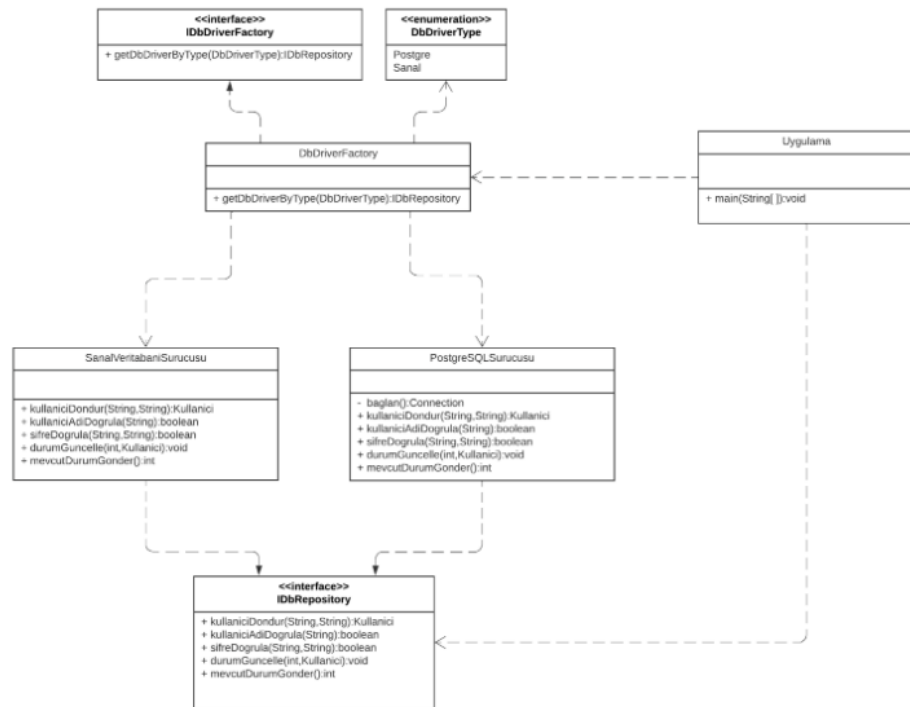 <<interface>>
IDbDriverFactory
+ getDbDriverByType(DbDriverType):IDbRepository
<<enumeration>>
DbDriverType
Postgre
Sanal
DbDriverFactory
+ getDbDriverByType(DbDriverType):IDbRepository
Uygulama
+ main(String[ ]):void
SanalVeritabaniSurucusu
+ kullaniciDondur(String,String):Kullanici
+ kullaniciAdiDogrula(String):boolean
+ sifreDogrula(String,String):boolean
+ durumGuncelle(int,Kullanici):void
+ mevcutDurumGonder():int
PostgreSQLSurucusu
- baglan():Connection
+ kullaniciDondur(String,String):Kullanici
+ kullaniciAdiDogrula(String):boolean
+ sifreDogrula(String,String):boolean
+ durumGuncelle(int,Kullanici):void
+ mevcutDurumGonder():int
<<interface>>
IDbRepository
+ kullaniciDondur(String,String):Kullanici
+ kullaniciAdiDogrula(String):boolean
+ sifreDogrula(String,String):boolean
+ durumGuncelle(int,Kullanici):void
+ mevcutDurumGonder():int